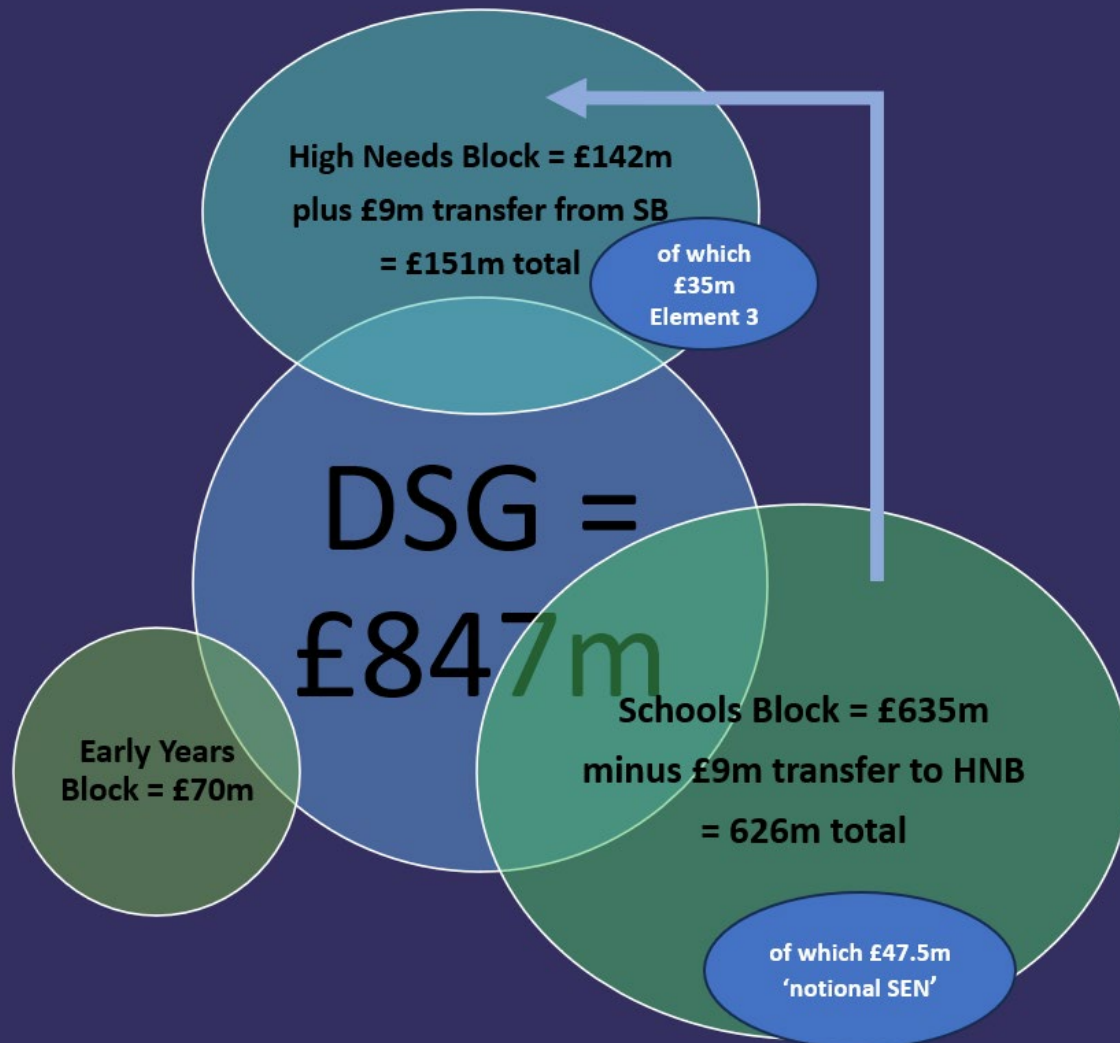 High Needs Block = £142m
plus £9m transfer from SB
= £151m total
of which
£35m
Element 3
DSG =
£847m
Early Years
Block = £70m
Schools Block = £635m
minus £9m transfer to HNB
= 626m total
of which £47.5m
‘notional SEN’